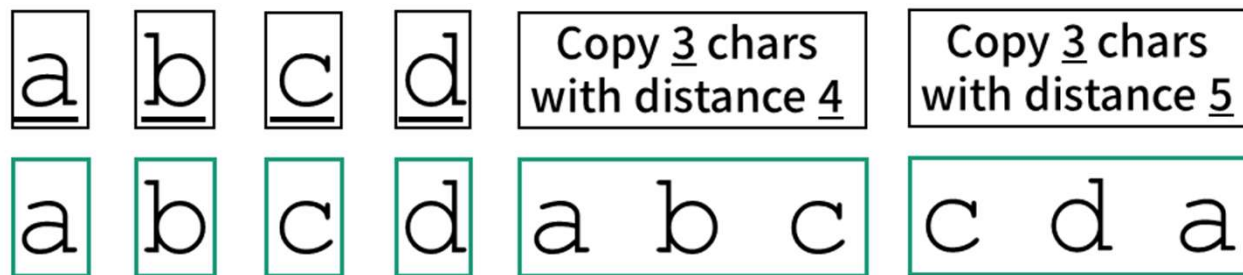 a b c d Copy 3 chars with distance 4 Copy 3 chars with distance 5
a b c d a b c c d a